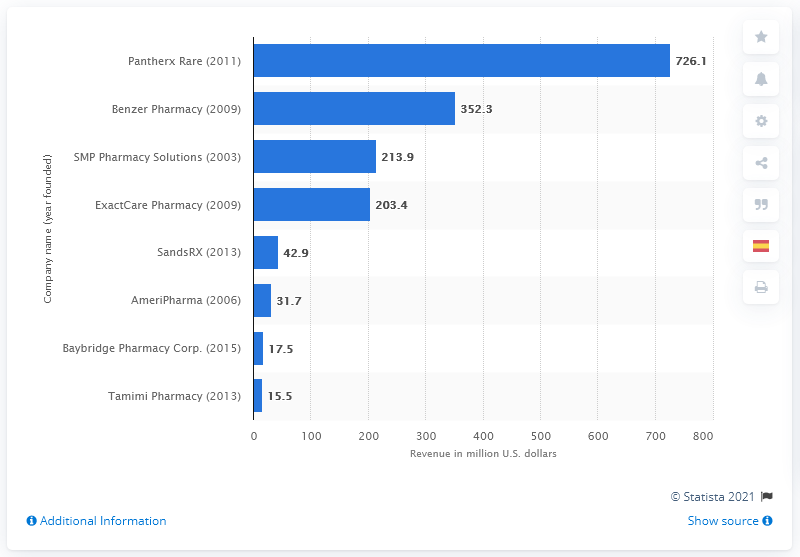 Company name (year founded)
Pantherx Rare (2011) 726.1
Benzer Pharmacy (2009) 352.3
SMP Pharmacy Solutions (2003) 213.9
ExactCare Pharmacy (2009) 203.4
SandsRX (2013) 42.9
AmeriPharma (2006) 31.7
Baybridge Pharmacy Corp. (2015) 17.5
Tamimi Pharmacy (2013) 15.5
0 100 200 300 400 500 600 700 800
Revenue in million U.S. dollars
© Statista 2021
Additional Information
Show source